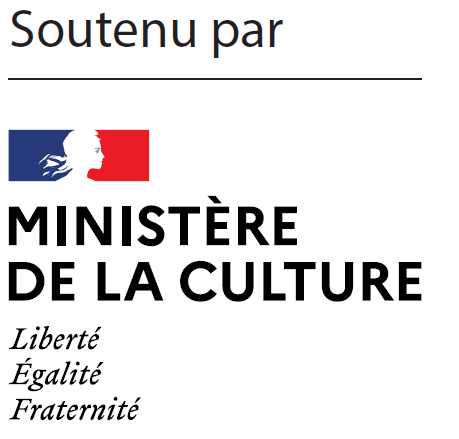 Soutenu par
MINISTÈRE
DE LA CULTURE
Liberté
Égalité
Fraternité